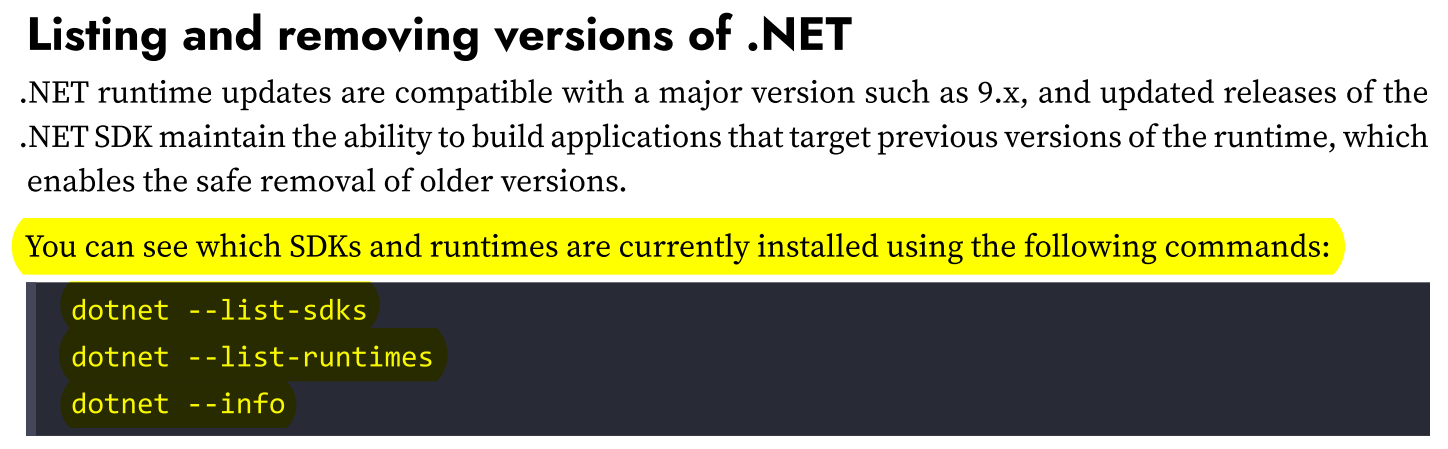 Listing and removing versions of .NET
.NET runtime updates are compatible with a major version such as 9.x, and updated releases of the
.NET SDK maintain the ability to build applications that target previous versions of the runtime, which
enables the safe removal of older versions.
You can see which SDKs and runtimes are currently installed using the following commands:
dotnet --list-sdks
dotnet --list-runtimes
dotnet --info